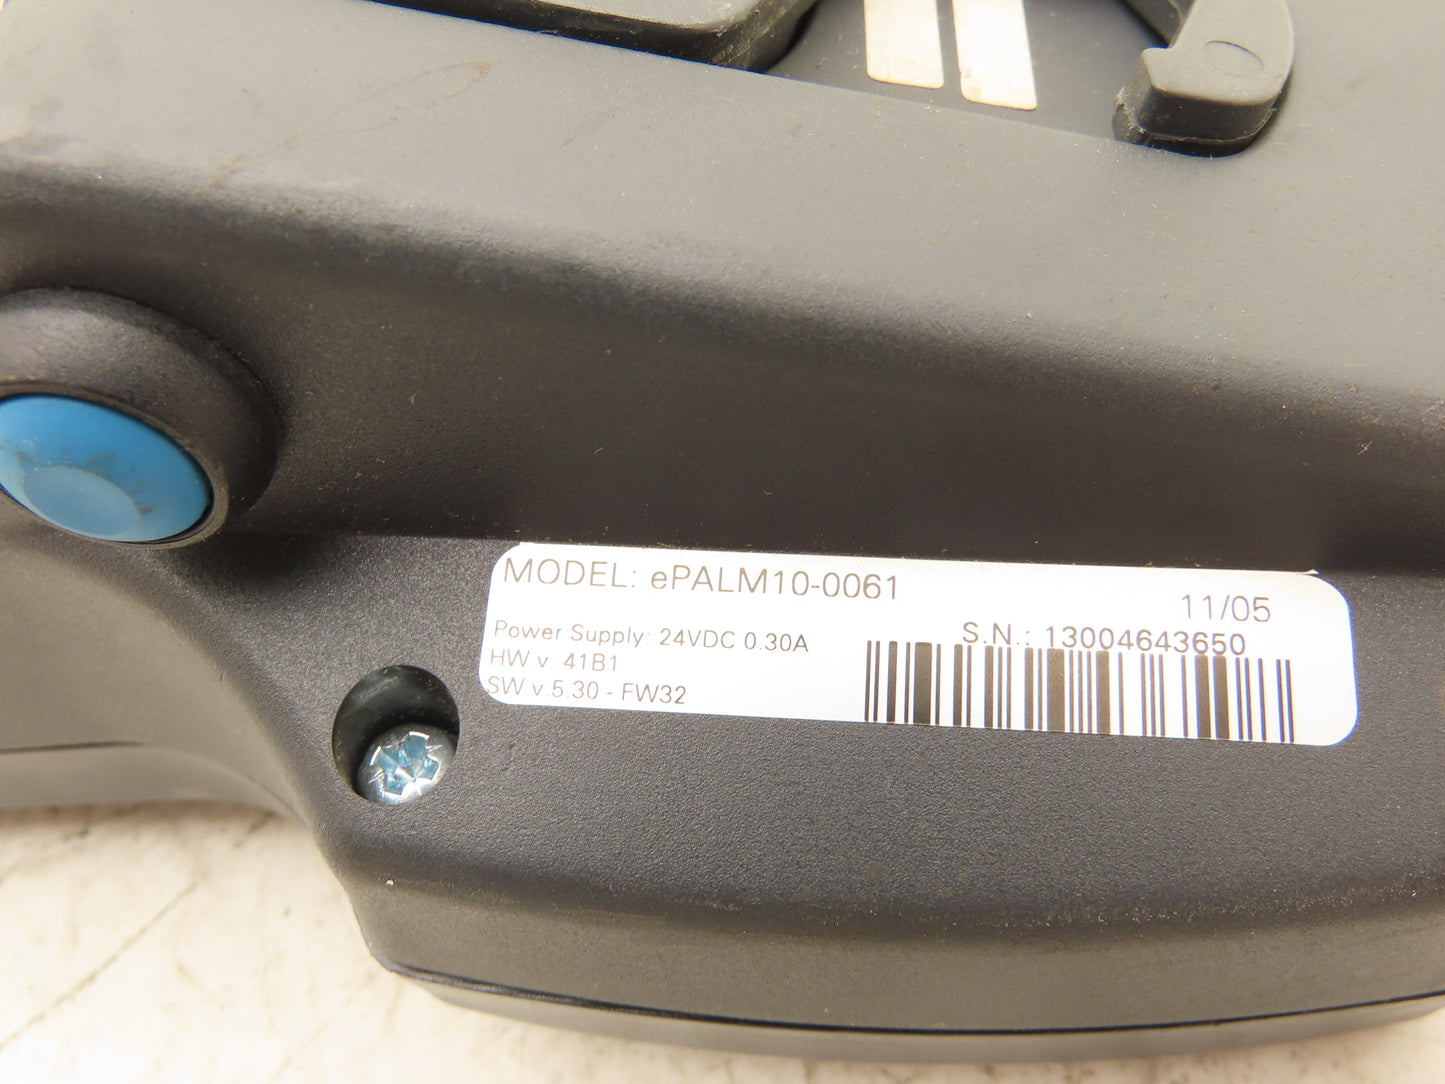 MODEL: ePALM10-0061
11/05
Power Supply: 24VDC 0.30A
S.N.: 13004643650
HW v. 41B1
SW v.5.30 - FW32